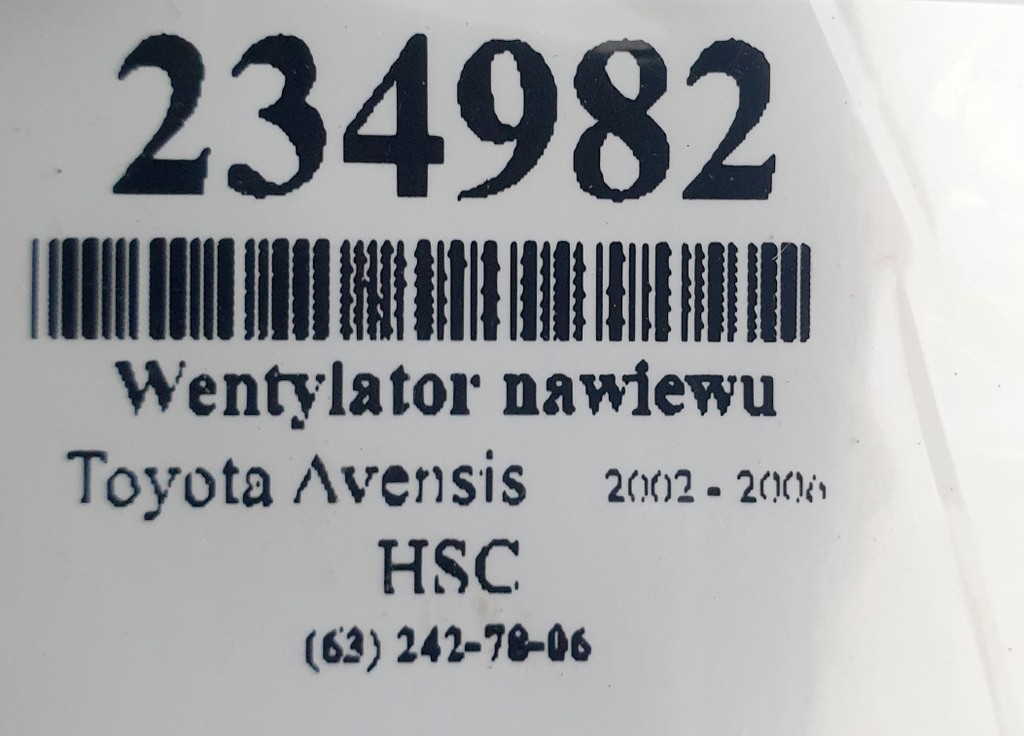 234982
Wentylator nawiewu
Toyota Avensis 2002 - 2006
HSC
(63) 242-78-06